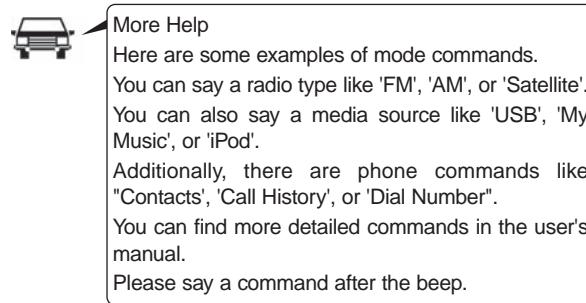 More Help
Here are some examples of mode commands.
You can say a radio type like 'FM', 'AM', or 'Satellite'.
You can also say a media source like 'USB', 'My
Music', or 'iPod'.
Additionally, there are phone commands like
"Contacts', 'Call History', or 'Dial Number".
You can find more detailed commands in the user's
manual.
Please say a command after the beep.